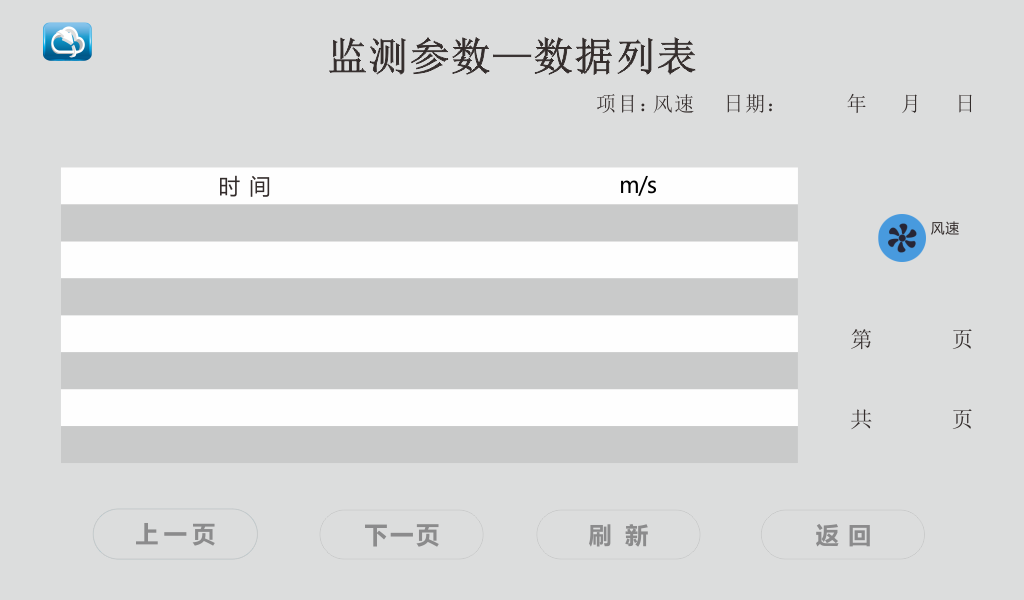 监测参数—数据列表
项目：风速 日期： 年 月 日
时间 m/s
风速
第 页
共 页
上一页 下一页 刷新 返回